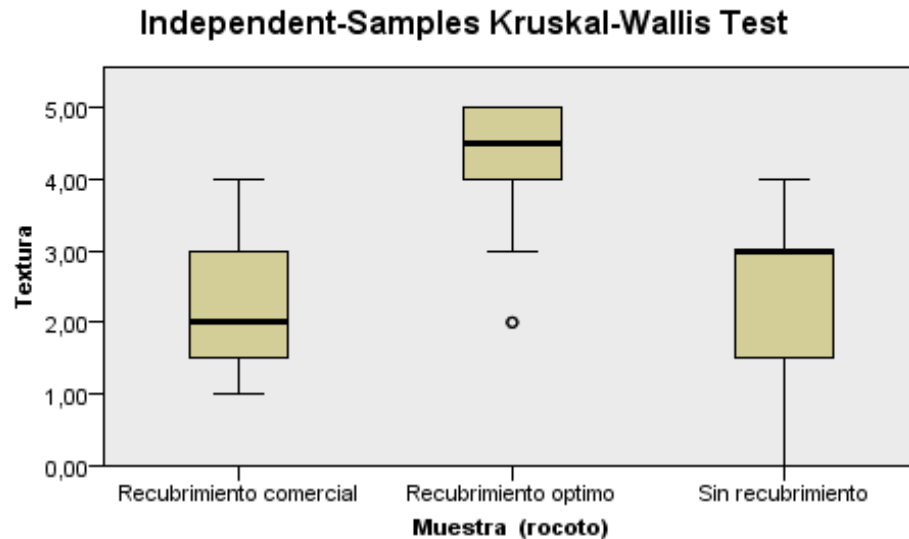 Independent-Samples Kruskal-Wallis Test
5,00
4,00
3,00
2,00
1,00
0,00
Textura
Recubrimiento comercial
Recubrimiento optimo
Sin recubrimiento
Muestra (rocoto)